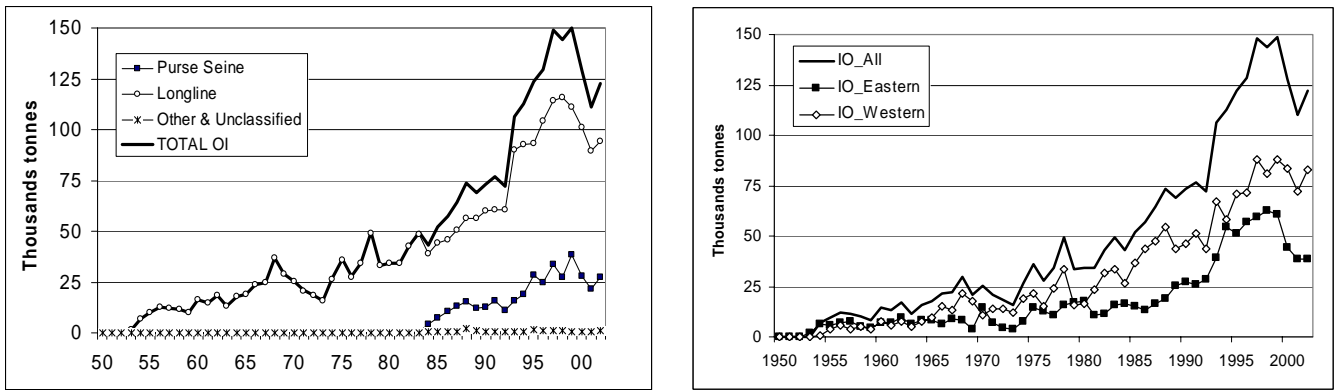 Thousands tonnes
150
125
100
75
50
25
0
Purse Seine
Longline
Other & Unclassified
TOTAL OI
50 55 60 65 70 75 80 85 90 95 00
Thousands tonnes
150
125
100
75
50
25
0
IO_All
IO_Eastern
IO_Western
1950 1955 1960 1965 1970 1975 1980 1985 1990 1995 2000